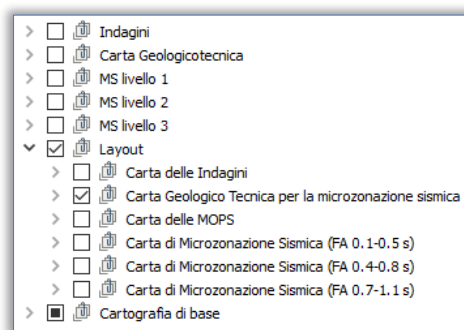 Indagini
Carta Geologicotecnica
MS livello 1
MS livello 2
MS livello 3
Layout
Carta delle Indagini
Carta Geologico Tecnica per la microzonazione sismica
Carta delle MOPS
Carta di Microzonazione Sismica (FA 0.1-0.5 s)
Carta di Microzonazione Sismica (FA 0.4-0.8 s)
Carta di Microzonazione Sismica (FA 0.7-1.1 s)
Cartografia di base